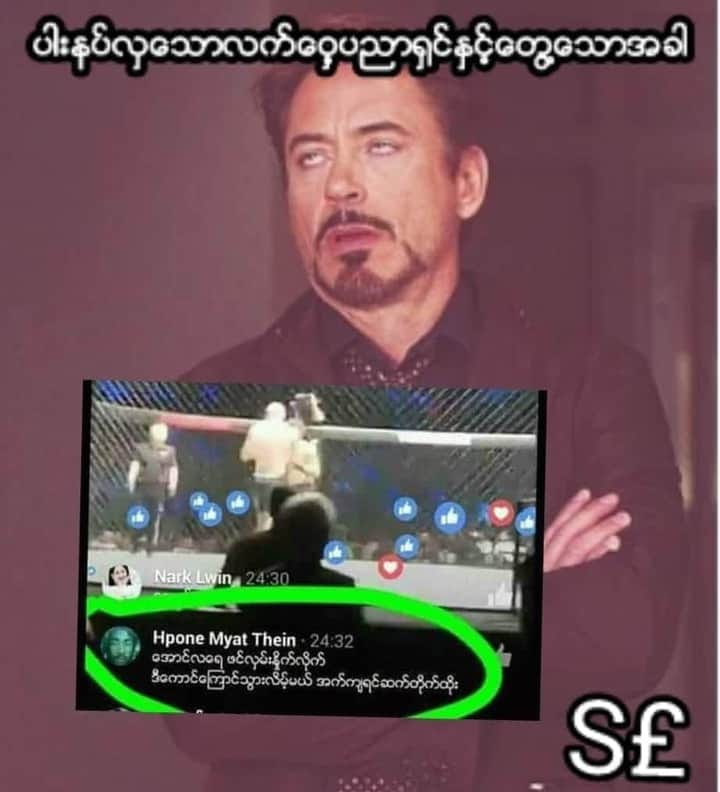 ပါးနပ်လှသောလက်ဝှေ့ပညာရှင်နှင့်တွေ့သောအခါ
Nark Lwin 24:30
Hpone Myat Thein · 24:32
အောင်လရေ ဖင်လှမ်းနှိုက်လိုက်
ဒီကောင်ကြောင်သွားလိမ့်မယ် အက်ကျရင်ဆက်တိုက်ထိုး
S£